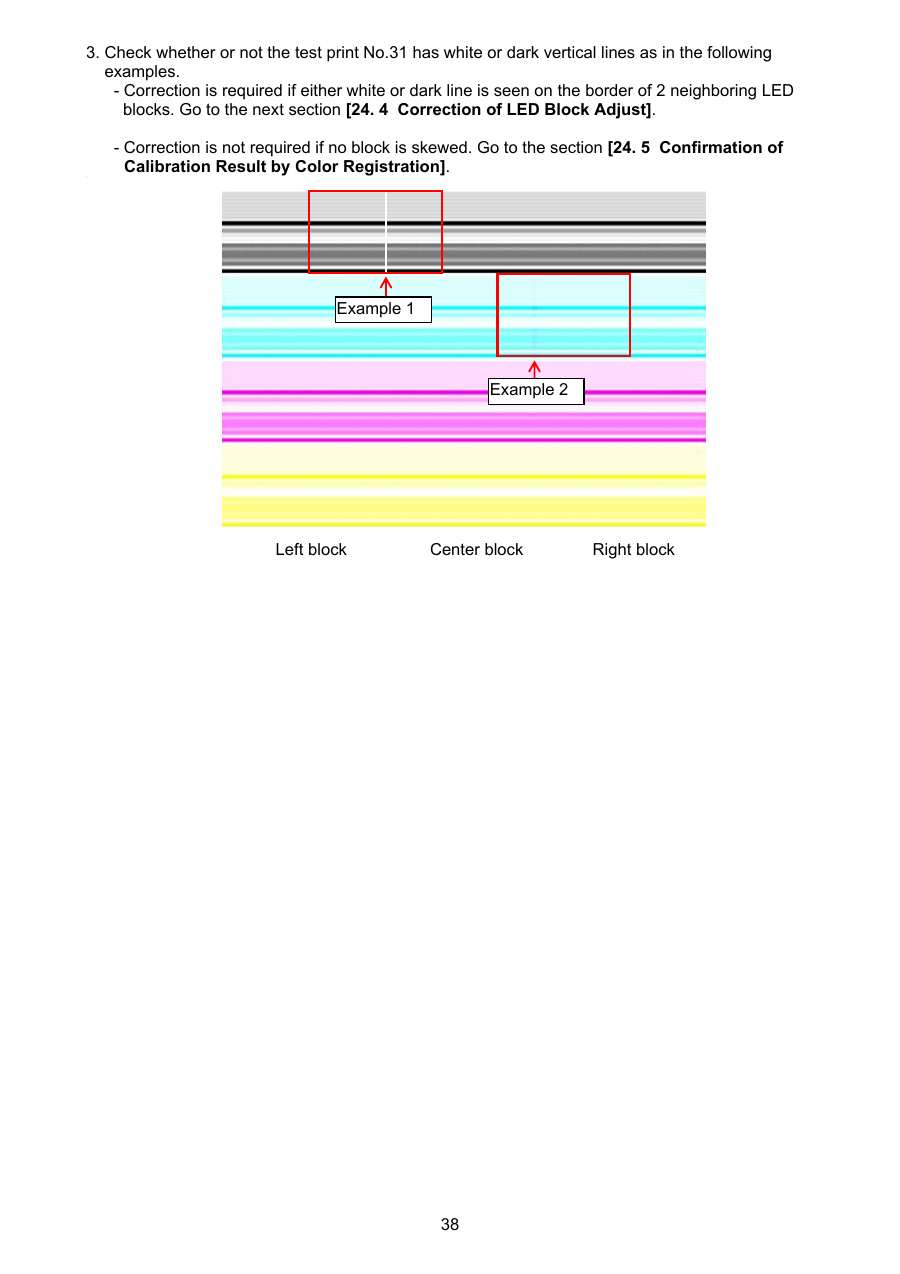 3. Check whether or not the test print No.31 has white or dark vertical lines as in the following
examples.
- Correction is required if either white or dark line is seen on the border of 2 neighboring LED
blocks. Go to the next section [24. 4  Correction of LED Block Adjust].
- Correction is not required if no block is skewed. Go to the section [24. 5  Confirmation of
Calibration Result by Color Registration].
Example 1
Example 2
Left block Center block Right block
38